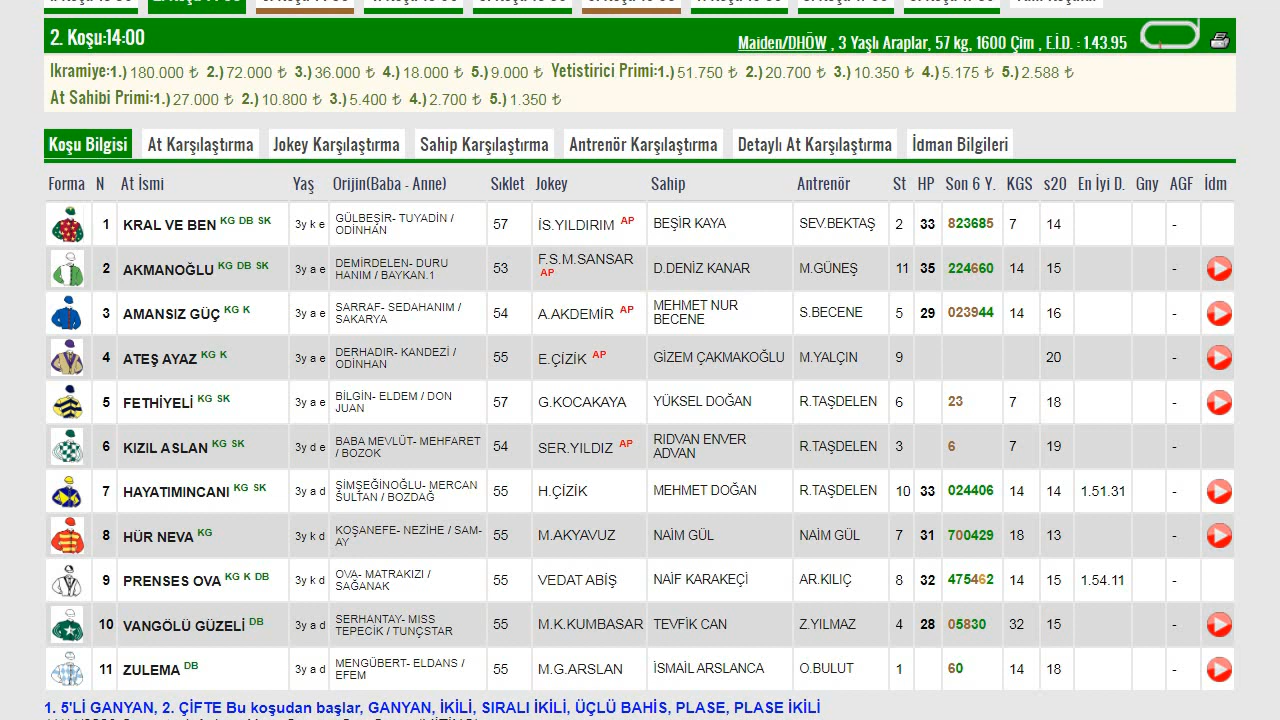 2. Koşu:14:00
Maiden/DHÖW , 3 Yaşlı Araplar, 57 kg, 1600 Çim , E.İ.D. : 1.43.95
Ikramiye:1.) 180.000 ₺ 2.) 72.000 ₺ 3.) 36.000 ₺ 4.) 18.000 ₺ 5.) 9.000 ₺ Yetistirici Primi:1.) 51.750 ₺ 2.) 20.700 ₺ 3.) 10.350 ₺ 4.) 5.175 ₺ 5.) 2.588 ₺
At Sahibi Primi:1.) 27.000 ₺ 2.) 10.800 ₺ 3.) 5.400 ₺ 4.) 2.700 ₺ 5.) 1.350 ₺
Koşu Bilgisi At Karşılaştırma Jokey Karşılaştırma Sahip Karşılaştırma Antrenör Karşılaştırma Detaylı At Karşılaştırma İdman Bilgileri
Forma N At İsmi Yaş Orijin(Baba - Anne) Sıklet Jokey Sahip Antrenör St HP Son 6 Y. KGS s20 En İyi D. Gny AGF İdm
1 KRAL VE BEN KG DB SK 3y k e GÜLBEŞİR- TUYADİN / ODİNHAN 57 İS.YILDIRIM AP BEŞİR KAYA SEV.BEKTAŞ 2 33 823685 7 14 -
2 AKMANOĞLU KG DB SK 3y a e DEMİRDELEN- DURU HANIM / BAYKAN.1 53 F.S.M.SANSAR AP D.DENİZ KANAR M.GÜNEŞ 11 35 224660 14 15 -
3 AMANSIZ GÜÇ KG K 3y a e SARRAF- SEDAHANIM / SAKARYA 54 A.AKDEMİR AP MEHMET NUR BECENE S.BECENE 5 29 023944 14 16 -
4 ATEŞ AYAZ KG K 3y a e DERHADIR- KANDEZİ / ODİNHAN 55 E.ÇİZİK AP GİZEM ÇAKMAKOĞLU M.YALÇIN 9 20 -
5 FETHİYELİ KG SK 3y a e BİLGİN- ELDEM / DON JUAN 57 G.KOCAKAYA YÜKSEL DOĞAN R.TAŞDELEN 6 23 7 18 -
6 KIZIL ASLAN KG SK 3y d e BABA MEVLÜT- MEHFARET / BOZOK 54 SER.YILDIZ AP RIDVAN ENVER ADVAN R.TAŞDELEN 3 6 7 19 -
7 HAYATIMINCANI KG SK 3y a d ŞİMŞEĞİNOĞLU- MERCAN SULTAN / BOZDAĞ 55 H.ÇİZİK MEHMET DOĞAN R.TAŞDELEN 10 33 024406 14 14 1.51.31 -
8 HÜR NEVA KG 3y k d KOŞANEFE- NEZİHE / SAM-AY 55 M.AKYAVUZ NAİM GÜL NAİM GÜL 7 31 700429 18 13 -
9 PRENSES OVA KG K DB 3y k d OVA- MATRAKIZI / SAĞANAK 55 VEDAT ABİŞ NAİF KARAKEÇİ AR.KILIÇ 8 32 475462 14 15 1.54.11 -
10 VANGÖLÜ GÜZELİ DB 3y a d SERHANTAY- MISS TEPECİK / TUNÇSTAR 55 M.K.KUMBASAR TEVFİK CAN Z.YILMAZ 4 28 05830 32 15 -
11 ZULEMA DB 3y a d MENGÜBERT- ELDANS / EFEM 55 M.G.ARSLAN İSMAİL ARSLANCA O.BULUT 1 60 14 18 -
1. 5'Lİ GANYAN, 2. ÇİFTE Bu koşudan başlar, GANYAN, İKİLİ, SIRALI İKİLİ, ÜÇLÜ BAHİS, PLASE, PLASE İKİLİ